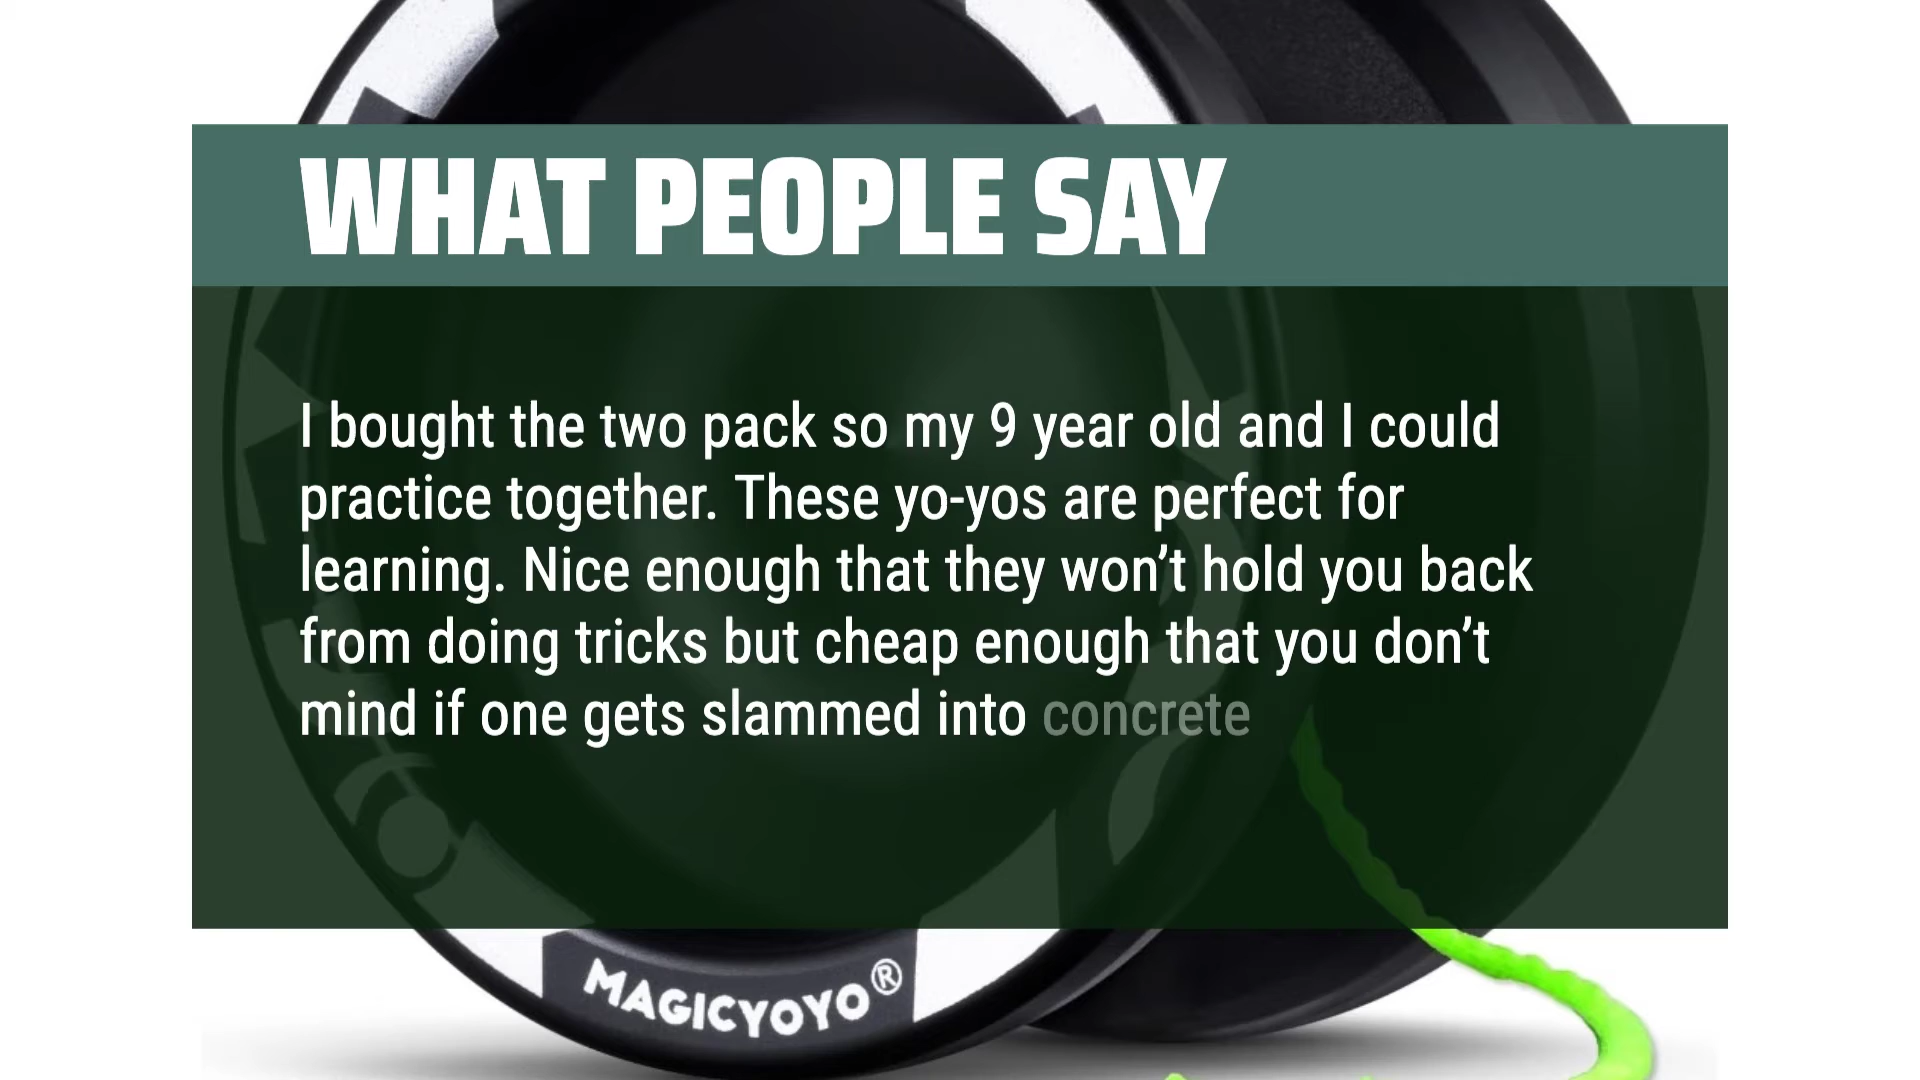 WHAT PEOPLE SAY
I bought the two pack so my 9 year old and I could
practice together. These yo-yos are perfect for
learning. Nice enough that they won’t hold you back
from doing tricks but cheap enough that you don’t
mind if one gets slammed into concrete
MAGICYOYO®